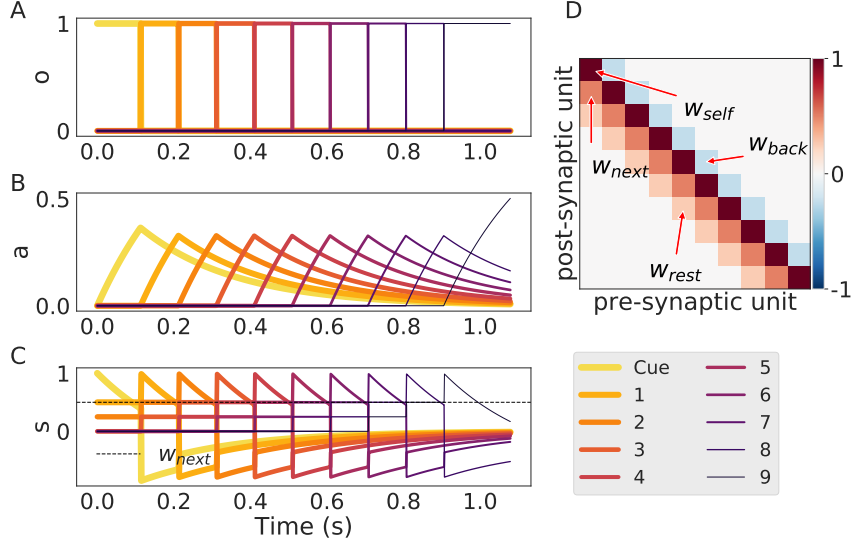 A
1
o
0
0.0 0.2 0.4 0.6 0.8 1.0
B
0.5
a
0.0
0.0 0.2 0.4 0.6 0.8 1.0
C
1
s
0
w_next
0.0 0.2 0.4 0.6 0.8 1.0
Time (s)
D
post-synaptic unit
w_self
w_back
w_next
w_rest
pre-synaptic unit
1
0
-1
Cue 5
1 6
2 7
3 8
4 9